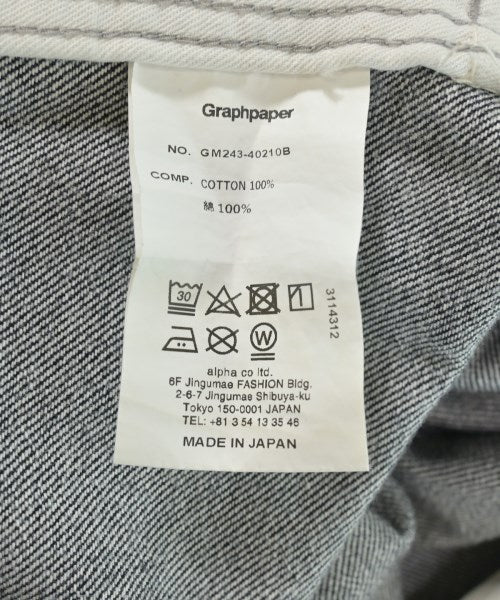 Graphpaper
NO. GM243-40210B
COMP. COTTON 100%
綿 100%
30
3114312
W
alpha co ltd.
6F Jingumae FASHION Bldg.
2-6-7 Jingumae Shibuya-ku
Tokyo 150-0001 JAPAN
TEL: +81 3 54 13 35 46
MADE IN JAPAN